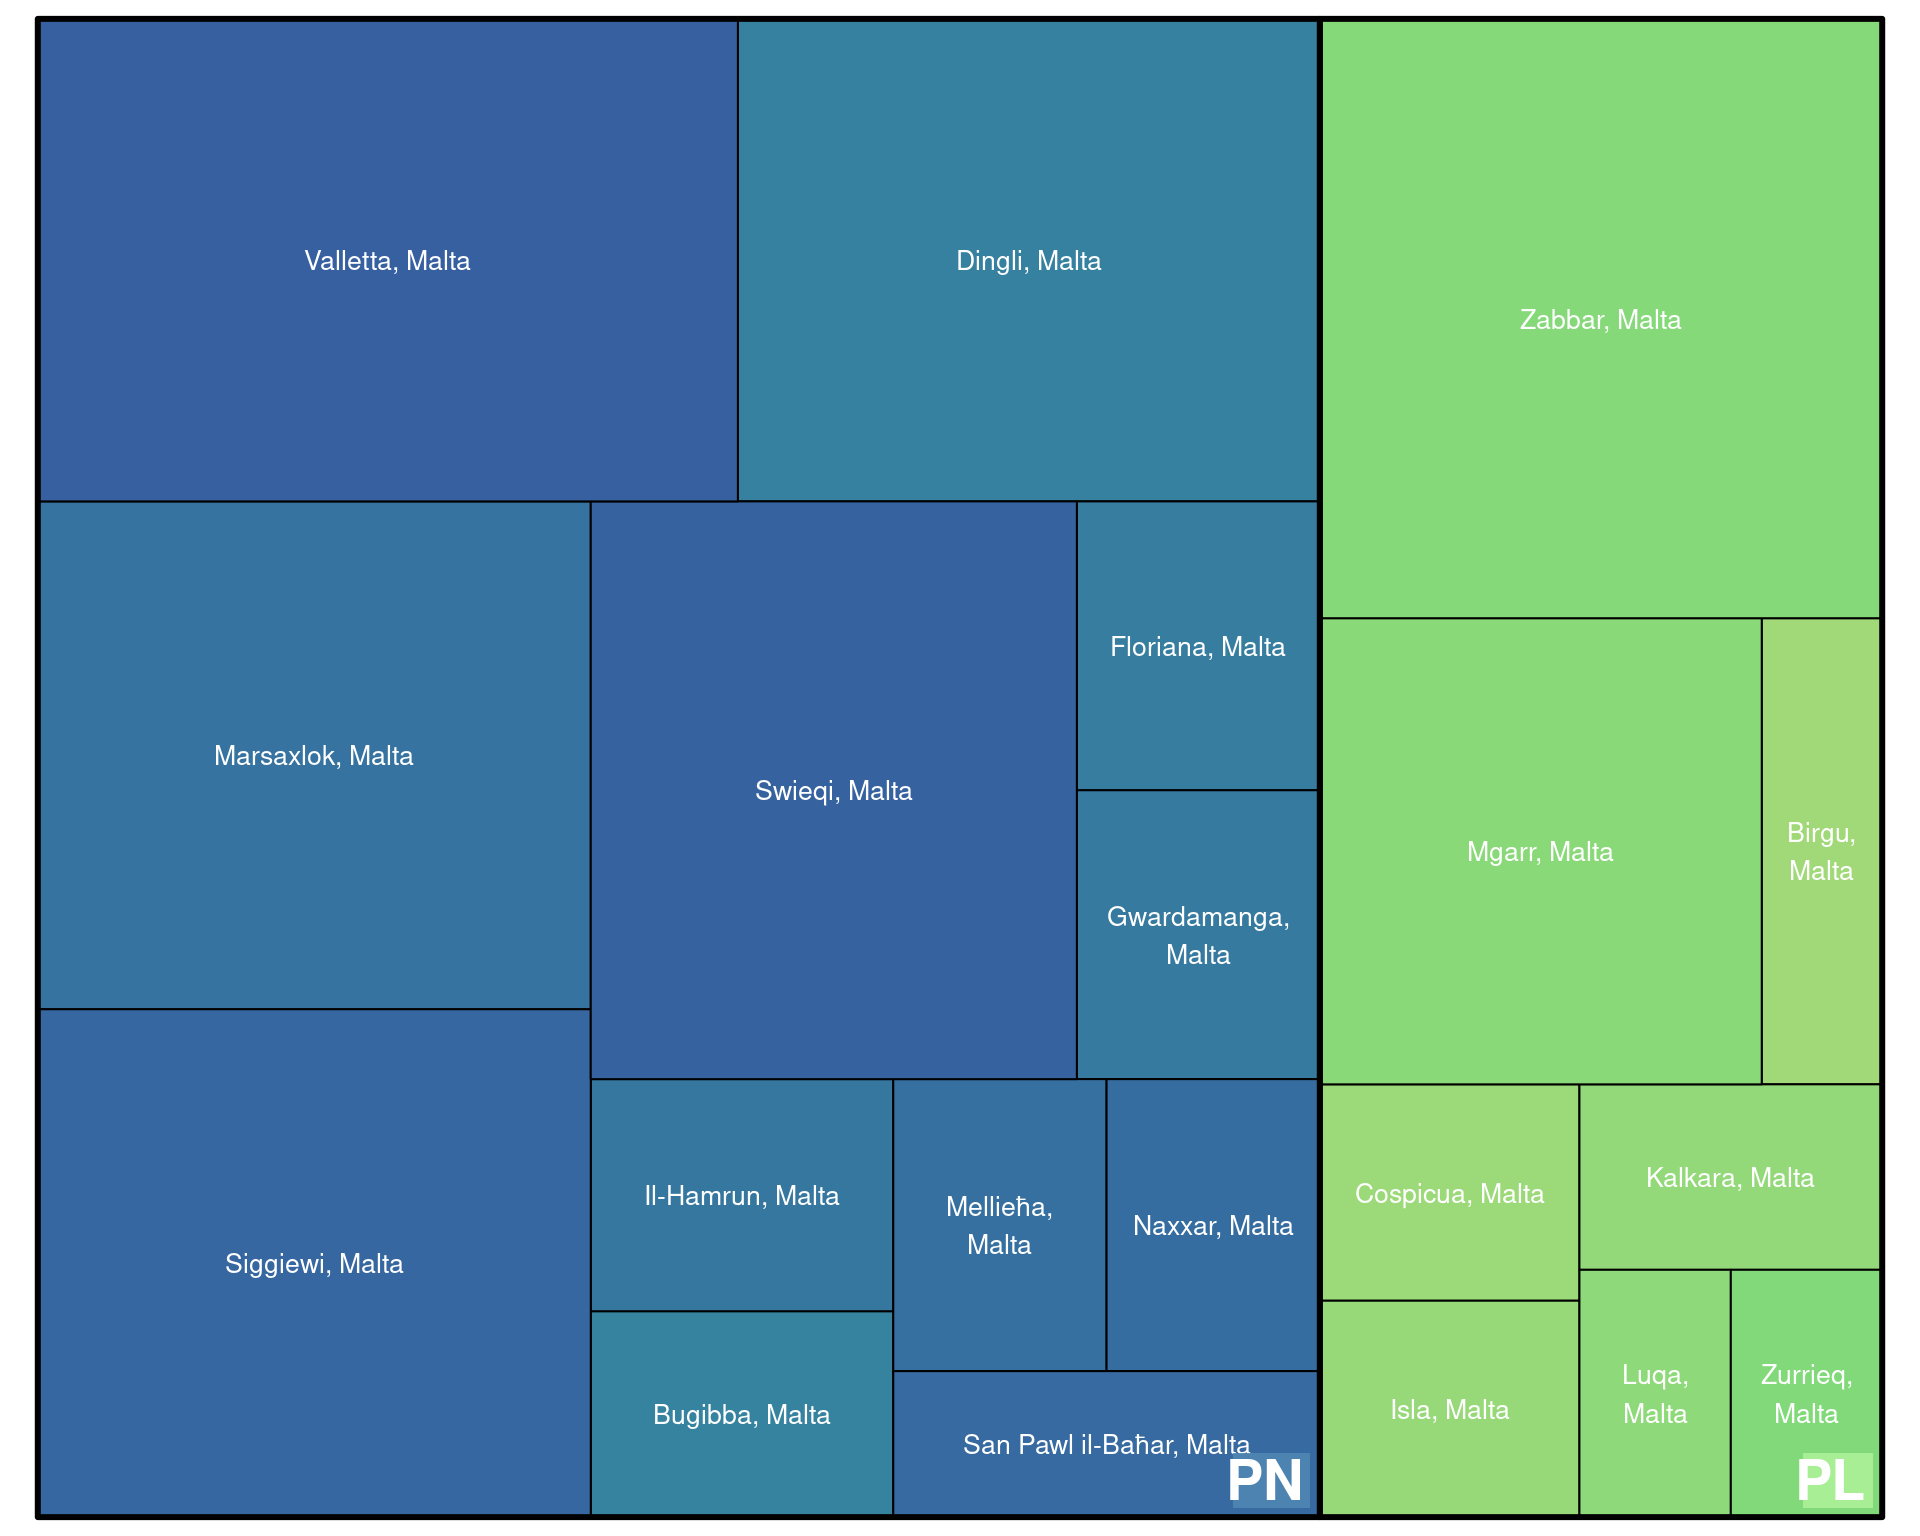 Valletta, Malta
Dingli, Malta
Zabbar, Malta
Marsaxlok, Malta
Swieqi, Malta
Floriana, Malta
Gwardamanga,
Malta
Mgarr, Malta
Birgu,
Malta
Siggiewi, Malta
Il-Hamrun, Malta
Mellieħa,
Malta
Naxxar, Malta
Bugibba, Malta
San Pawl il-Baħar, Malta
PN
Cospicua, Malta
Kalkara, Malta
Isla, Malta
Luqa,
Malta
Zurrieq,
Malta
PL